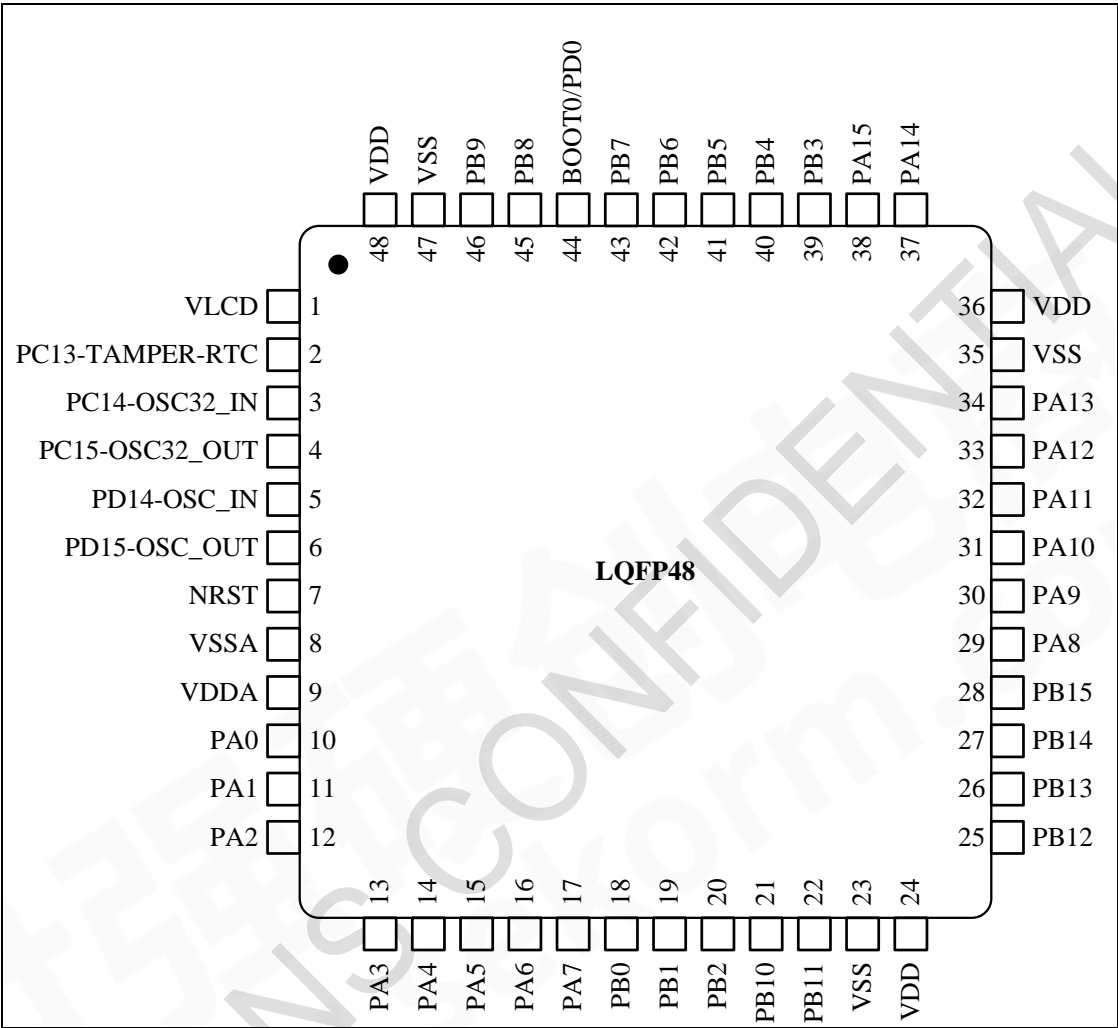 VDD
VSS
PB9
PB8
BOOT0/PD0
PB7
PB6
PB5
PB4
PB3
PA15
PA14
48
47
46
45
44
43
42
41
40
39
38
37
VLCD 1
PC13-TAMPER-RTC 2
PC14-OSC32_IN 3
PC15-OSC32_OUT 4
PD14-OSC_IN 5
PD15-OSC_OUT 6
NRST 7
VSSA 8
VDDA 9
PA0 10
PA1 11
PA2 12
LQFP48
36 VDD
35 VSS
34 PA13
33 PA12
32 PA11
31 PA10
30 PA9
29 PA8
28 PB15
27 PB14
26 PB13
25 PB12
13
14
15
16
17
18
19
20
21
22
23
24
PA3
PA4
PA5
PA6
PA7
PB0
PB1
PB2
PB10
PB11
VSS
VDD
NS CONFIDENTIAL